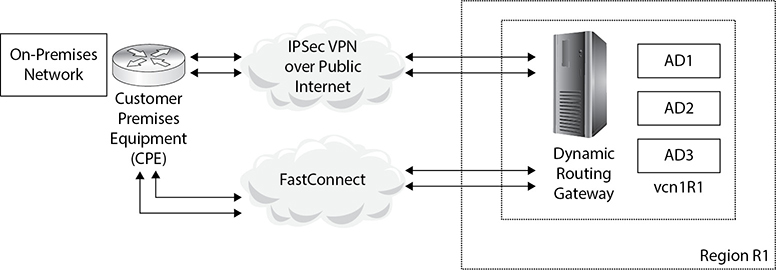 On-Premises
Network
Customer
Premises
Equipment
(CPE)
IPSec VPN
over Public
Internet
FastConnect
Dynamic
Routing
Gateway
AD1
AD2
AD3
vcn1R1
Region R1